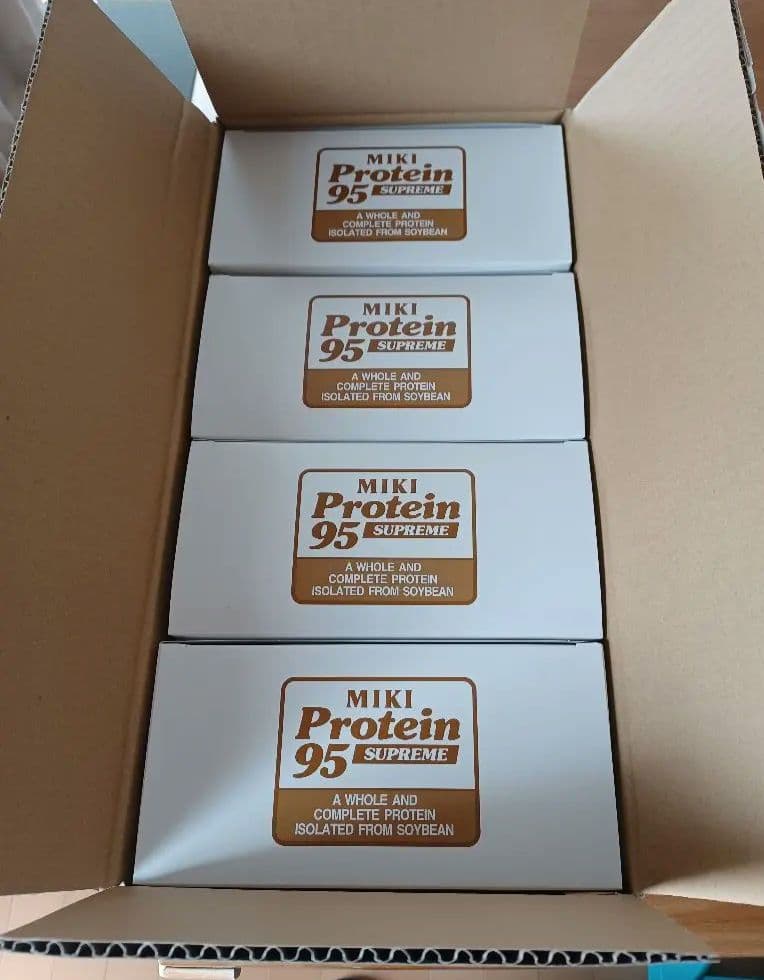 MIKI
Protein
95 SUPREME
A WHOLE AND
COMPLETE PROTEIN
ISOLATED FROM SOYBEAN
MIKI
Protein
95 SUPREME
A WHOLE AND
COMPLETE PROTEIN
ISOLATED FROM SOYBEAN
MIKI
Protein
95 SUPREME
A WHOLE AND
COMPLETE PROTEIN
ISOLATED FROM SOYBEAN
MIKI
Protein
95 SUPREME
A WHOLE AND
COMPLETE PROTEIN
ISOLATED FROM SOYBEAN